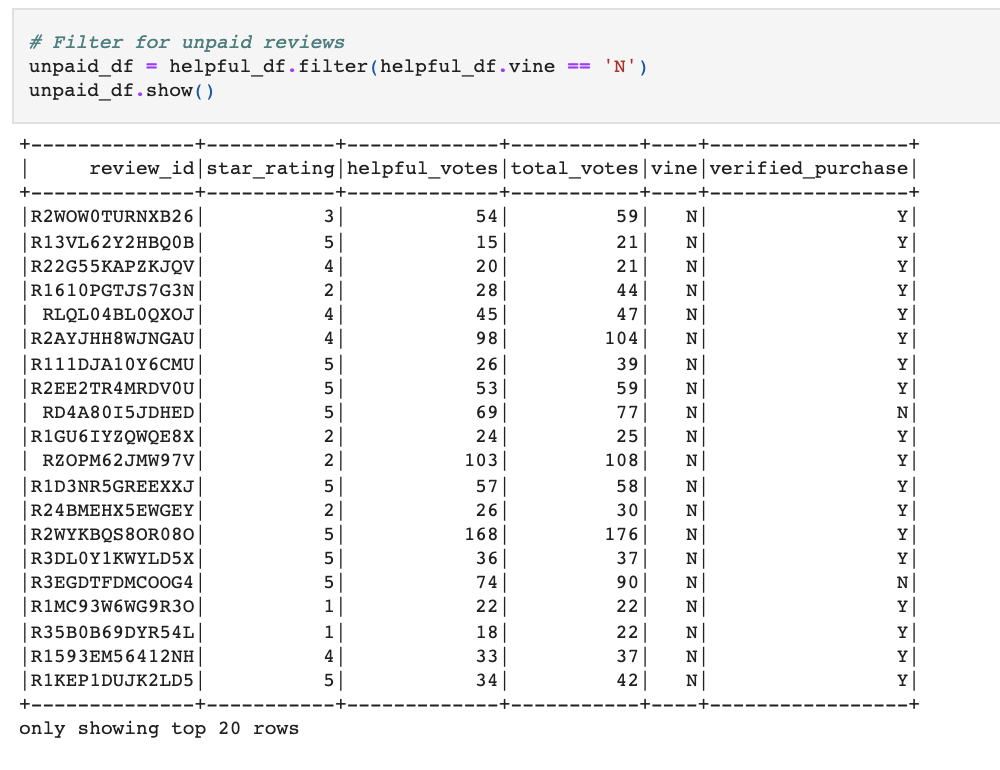 # Filter for unpaid reviews
unpaid_df = helpful_df.filter(helpful_df.vine == 'N')
unpaid_df.show()
+--------------+-----------+-------------+-----------+----+-----------------+
|     review_id|star_rating|helpful_votes|total_votes|vine|verified_purchase|
+--------------+-----------+-------------+-----------+----+-----------------+
|R2WOW0TURNXB26|          3|           54|         59|   N|                Y|
|R13VL62Y2HBQ0B|          5|           15|         21|   N|                Y|
|R22G55KAPZKJQV|          4|           20|         21|   N|                Y|
|R1610PGTJS7G3N|          2|           28|         44|   N|                Y|
| RLQL04BL0QXOJ|          4|           45|         47|   N|                Y|
|R2AYJHH8WJNGAU|          4|           98|        104|   N|                Y|
|R111DJA10Y6CMU|          5|           26|         39|   N|                Y|
|R2EE2TR4MRDV0U|          5|           53|         59|   N|                Y|
| RD4A80I5JDHED|          5|           69|         77|   N|                N|
|R1GU6IYZQWQE8X|          2|           24|         25|   N|                Y|
| RZOPM62JMW97V|          2|          103|        108|   N|                Y|
|R1D3NR5GREEXXJ|          5|           57|         58|   N|                Y|
|R24BMEHX5EWGEY|          2|           26|         30|   N|                Y|
|R2WYKBQS8OR08O|          5|          168|        176|   N|                Y|
|R3DL0Y1KWYLD5X|          5|           36|         37|   N|                Y|
|R3EGDTFDMCOOG4|          5|           74|         90|   N|                N|
|R1MC93W6WG9R3O|          1|           22|         22|   N|                Y|
|R35B0B69DYR54L|          1|           18|         22|   N|                Y|
|R1593EM56412NH|          4|           33|         37|   N|                Y|
|R1KEP1DUJK2LD5|          5|           34|         42|   N|                Y|
+--------------+-----------+-------------+-----------+----+-----------------+
only showing top 20 rows